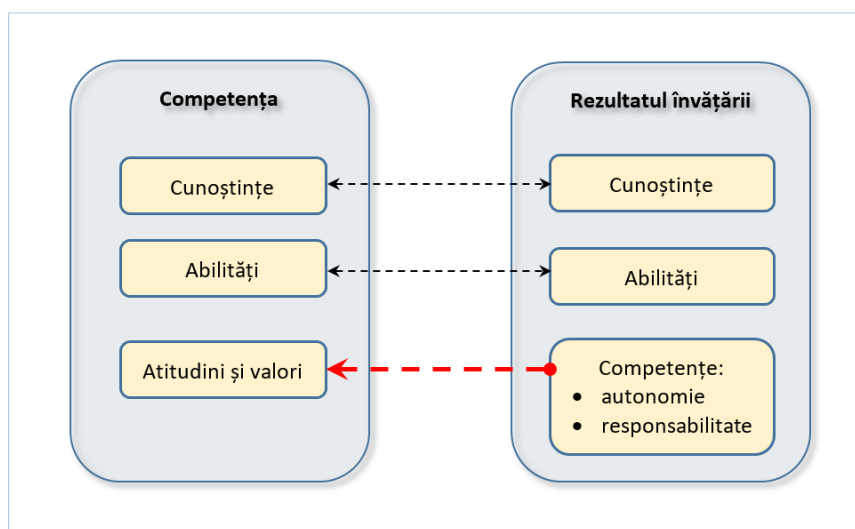 Competența
Cunoștințe
Abilități
Atitudini și valori
Rezultatul învățării
Cunoștințe
Abilități
Competențe:
• autonomie
• responsabilitate